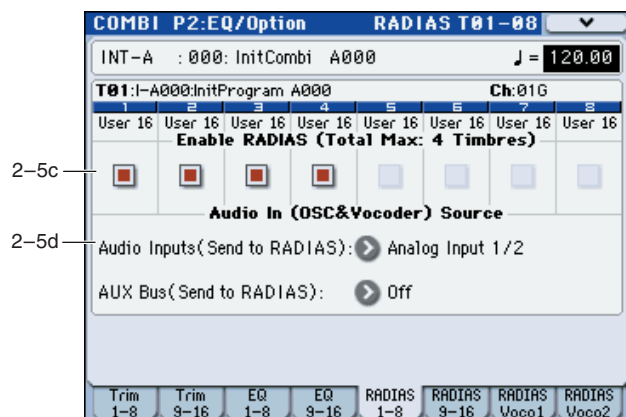 COMBI P2:EQ/Option RADIAS T01-08
INT-A : 000: InitCombi A000 ♩= 120.00
T01:I-A000:InitProgram A000 Ch:01G
1 2 3 4 5 6 7 8
User 16 User 16 User 16 User 16 User 16 User 16 User 16 User 16
Enable RADIAS (Total Max: 4 Timbres)
2–5c
Audio In (OSC&Vocoder) Source
2–5d
Audio Inputs(Send to RADIAS): Analog Input 1/2
AUX Bus(Send to RADIAS): Off
Trim 1-8 Trim 9-16 EQ 1-8 EQ 9-16 RADIAS 1-8 RADIAS 9-16 RADIAS Voco1 RADIAS Voco2